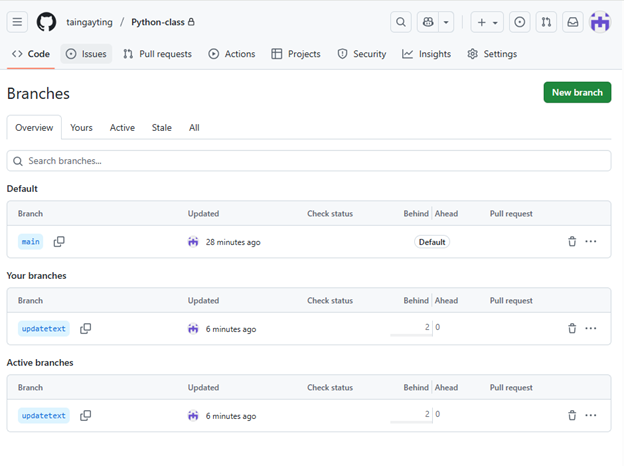 taingayting / Python-class
Code Issues Pull requests Actions Projects Security Insights Settings
Branches
New branch
Overview Yours Active Stale All
Search branches...
Default
Branch Updated Check status Behind Ahead Pull request
main 28 minutes ago Default
Your branches
Branch Updated Check status Behind Ahead Pull request
updatetext 6 minutes ago 2 0
Active branches
Branch Updated Check status Behind Ahead Pull request
updatetext 6 minutes ago 2 0